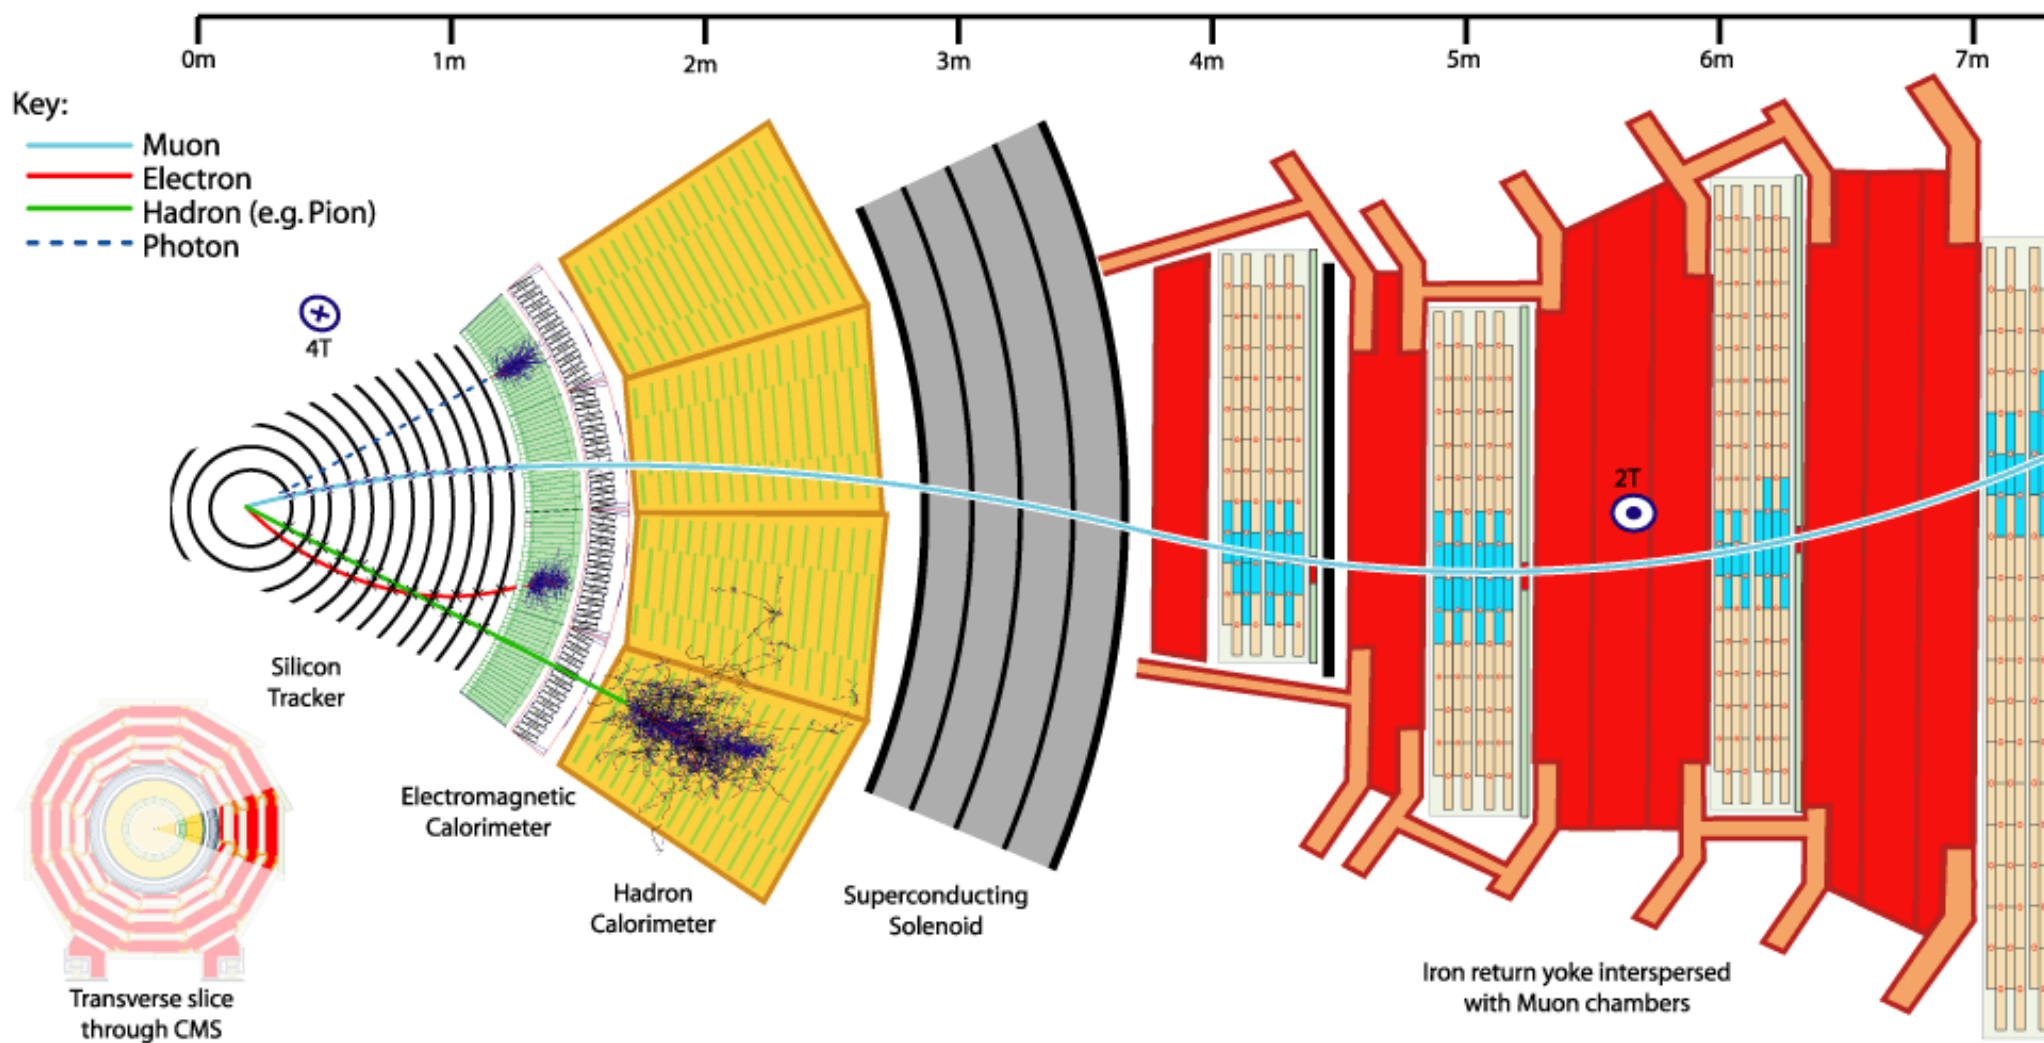 0m 1m 2m 3m 4m 5m 6m 7m
Key:
Muon
Electron
Hadron (e.g. Pion)
Photon
4T
2T
Silicon
Tracker
Electromagnetic
Calorimeter
Hadron
Calorimeter
Superconducting
Solenoid
Iron return yoke interspersed
with Muon chambers
Transverse slice
through CMS